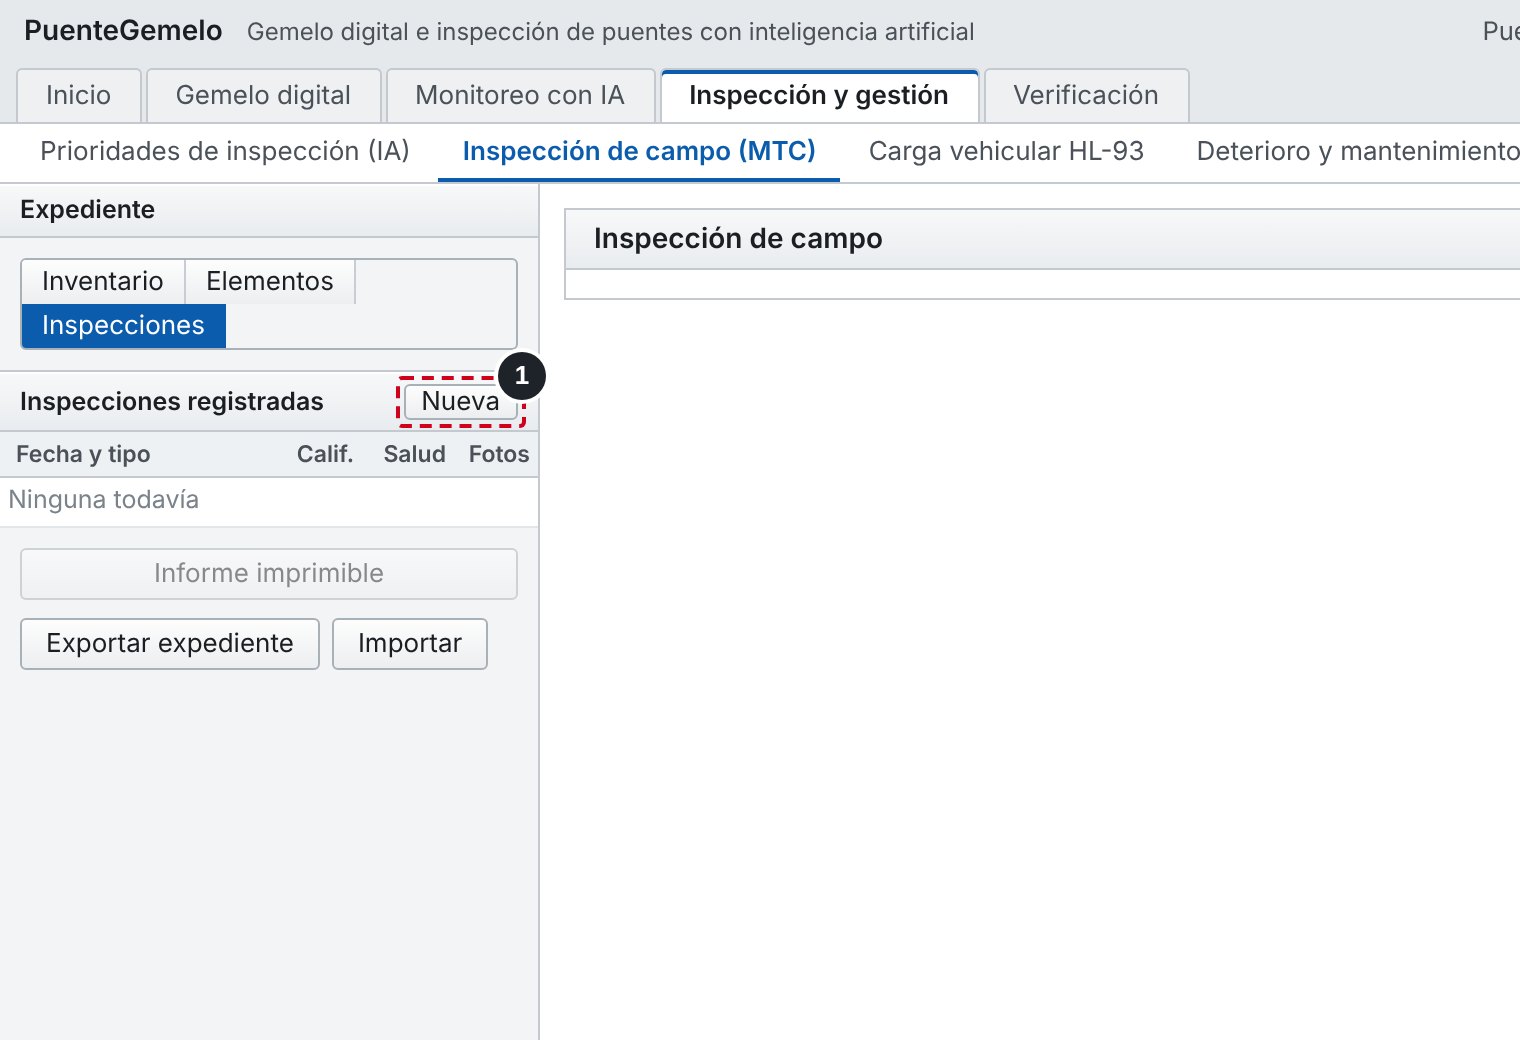 PuenteGemelo Gemelo digital e inspección de puentes con inteligencia artificial
Inicio Gemelo digital Monitoreo con IA Inspección y gestión Verificación
Prioridades de inspección (IA) Inspección de campo (MTC) Carga vehicular HL-93 Deterioro y mantenimiento
Expediente
Inspección de campo
Inventario Elementos
Inspecciones
1
Inspecciones registradas Nueva
Fecha y tipo Calif. Salud Fotos
Ninguna todavía
Informe imprimible
Exportar expediente Importar